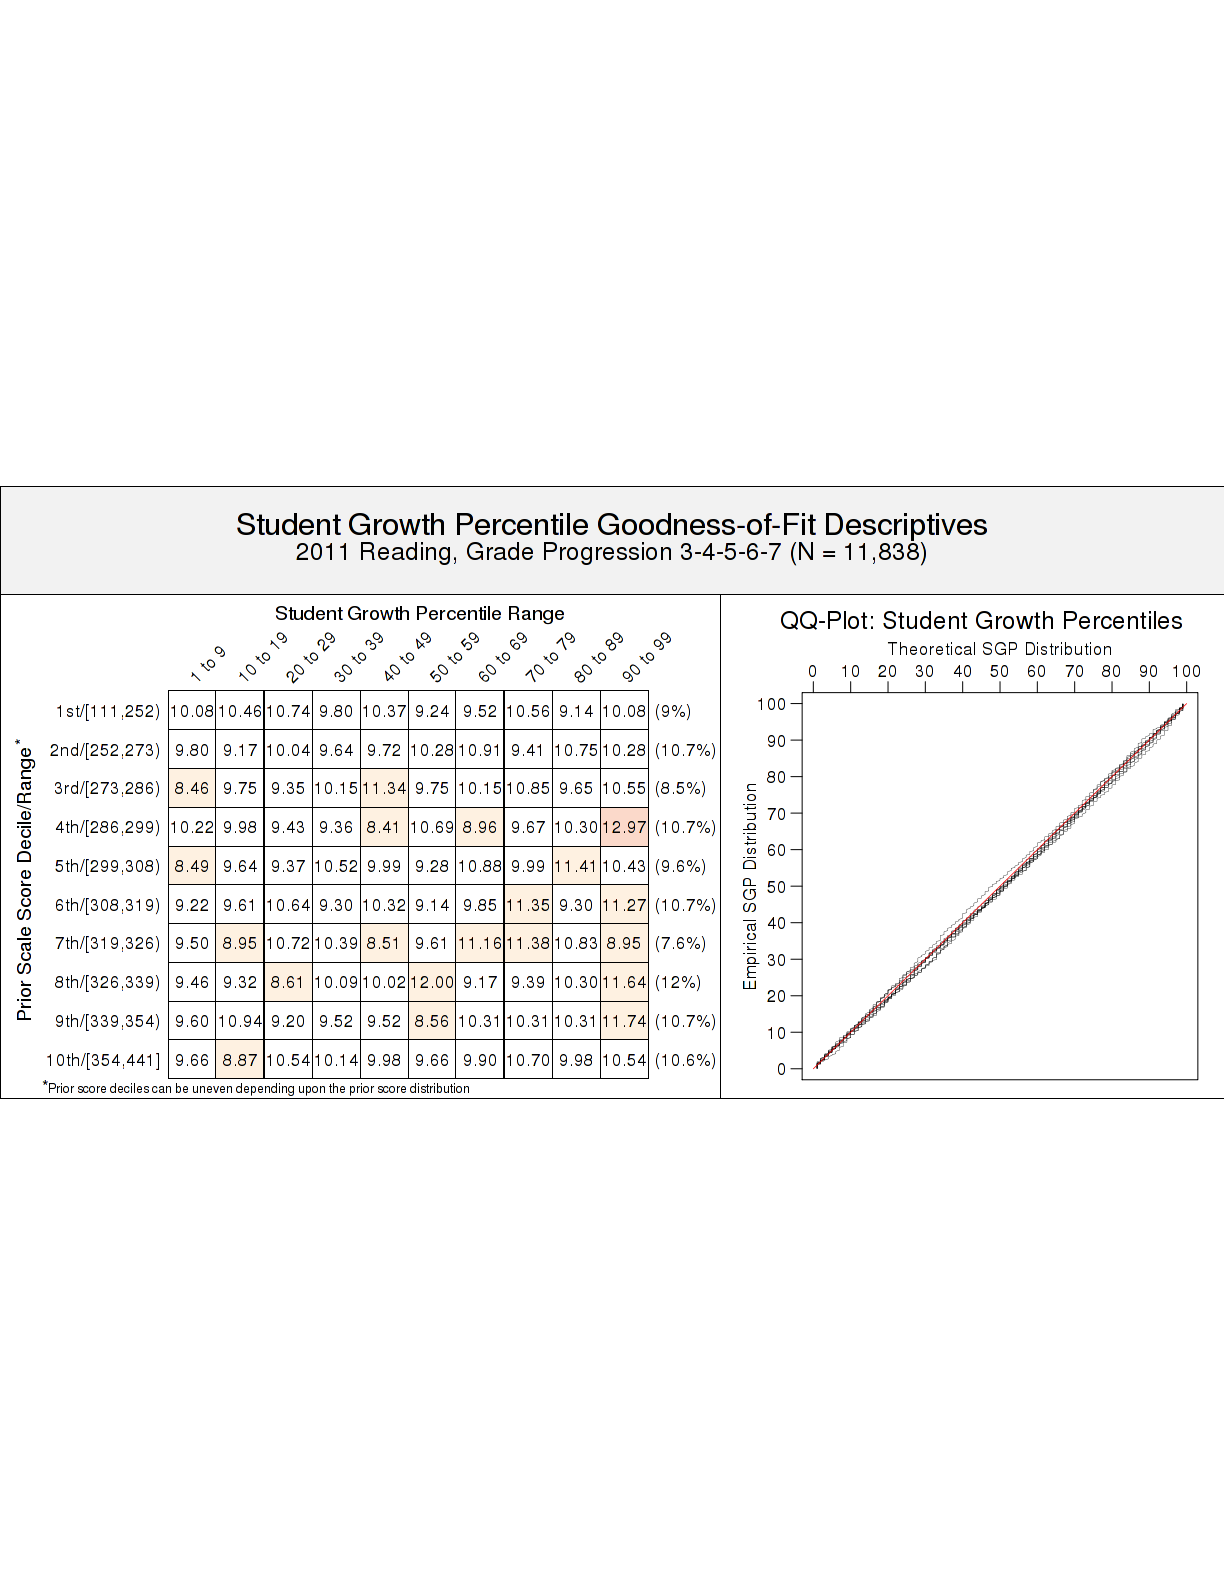 Student Growth Percentile Goodness-of-Fit Descriptives
2011 Reading, Grade Progression 3-4-5-6-7 (N = 11,838)
Student Growth Percentile Range
1 to 9 10 to 19 20 to 29 30 to 39 40 to 49 50 to 59 60 to 69 70 to 79 80 to 89 90 to 99
Prior Scale Score Decile/Range*
1st/[111,252) 10.08 10.46 10.74 9.80 10.37 9.24 9.52 10.56 9.14 10.08 (9%)
2nd/[252,273) 9.80 9.17 10.04 9.64 9.72 10.28 10.91 9.41 10.75 10.28 (10.7%)
3rd/[273,286) 8.46 9.75 9.35 10.15 11.34 9.75 10.15 10.85 9.65 10.55 (8.5%)
4th/[286,299) 10.22 9.98 9.43 9.36 8.41 10.69 8.96 9.67 10.30 12.97 (10.7%)
5th/[299,308) 8.49 9.64 9.37 10.52 9.99 9.28 10.88 9.99 11.41 10.43 (9.6%)
6th/[308,319) 9.22 9.61 10.64 9.30 10.32 9.14 9.85 11.35 9.30 11.27 (10.7%)
7th/[319,326) 9.50 8.95 10.72 10.39 8.51 9.61 11.16 11.38 10.83 8.95 (7.6%)
8th/[326,339) 9.46 9.32 8.61 10.09 10.02 12.00 9.17 9.39 10.30 11.64 (12%)
9th/[339,354) 9.60 10.94 9.20 9.52 9.52 8.56 10.31 10.31 10.31 11.74 (10.7%)
10th/[354,441] 9.66 8.87 10.54 10.14 9.98 9.66 9.90 10.70 9.98 10.54 (10.6%)
*Prior score deciles can be uneven depending upon the prior score distribution
QQ-Plot: Student Growth Percentiles
Theoretical SGP Distribution
0 10 20 30 40 50 60 70 80 90 100
Empirical SGP Distribution
100
90
80
70
60
50
40
30
20
10
0